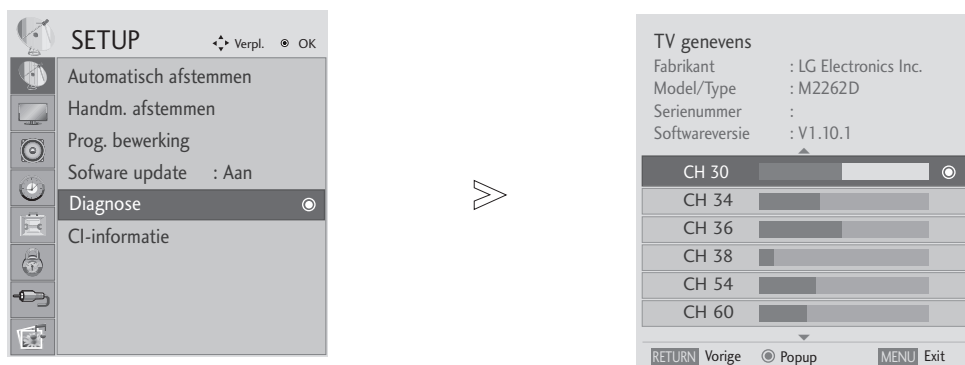 SETUP Verpl. OK
Automatisch afstemmen
Handm. afstemmen
Prog. bewerking
Sofware update : Aan
Diagnose
CI-informatie
TV genevens
Fabrikant : LG Electronics Inc.
Model/Type : M2262D
Serienummer :
Softwareversie : V1.10.1
CH 30
CH 34
CH 36
CH 38
CH 54
CH 60
RETURN Vorige Popup MENU Exit